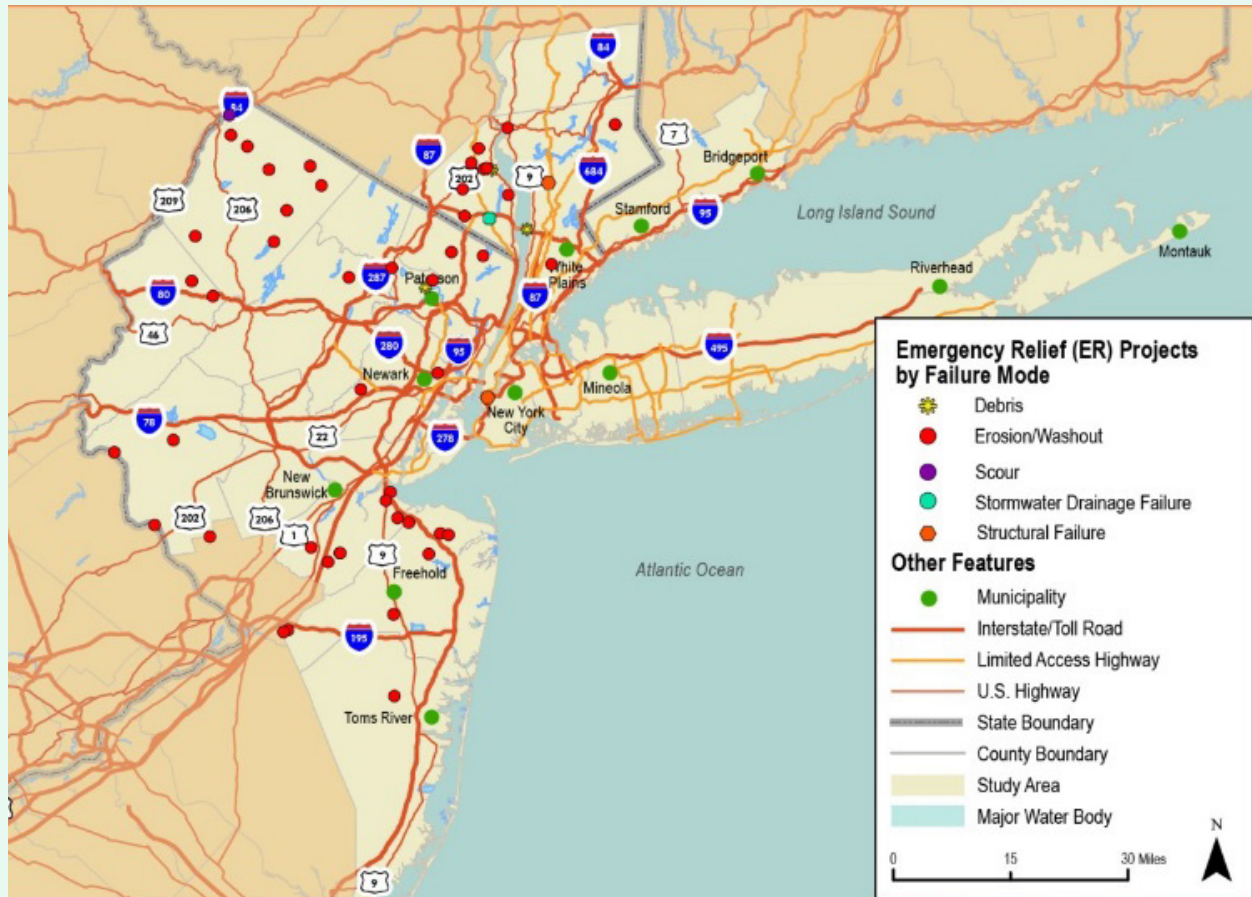 84
84
87
7
Bridgeport
202
9
684
209
206
Stamford
95
Long Island Sound
Montauk
White
Plains
Riverhead
287
Paterson
80
87
46
280
95
495
Newark
Mineola
New York
City
78
22
278
New
Brunswick
202
206
1
9
Freehold
Atlantic Ocean
195
Toms River
9
Emergency Relief (ER) Projects
by Failure Mode
Debris
Erosion/Washout
Scour
Stormwater Drainage Failure
Structural Failure
Other Features
Municipality
Interstate/Toll Road
Limited Access Highway
U.S. Highway
State Boundary
County Boundary
Study Area
Major Water Body
N
0 15 30 Miles